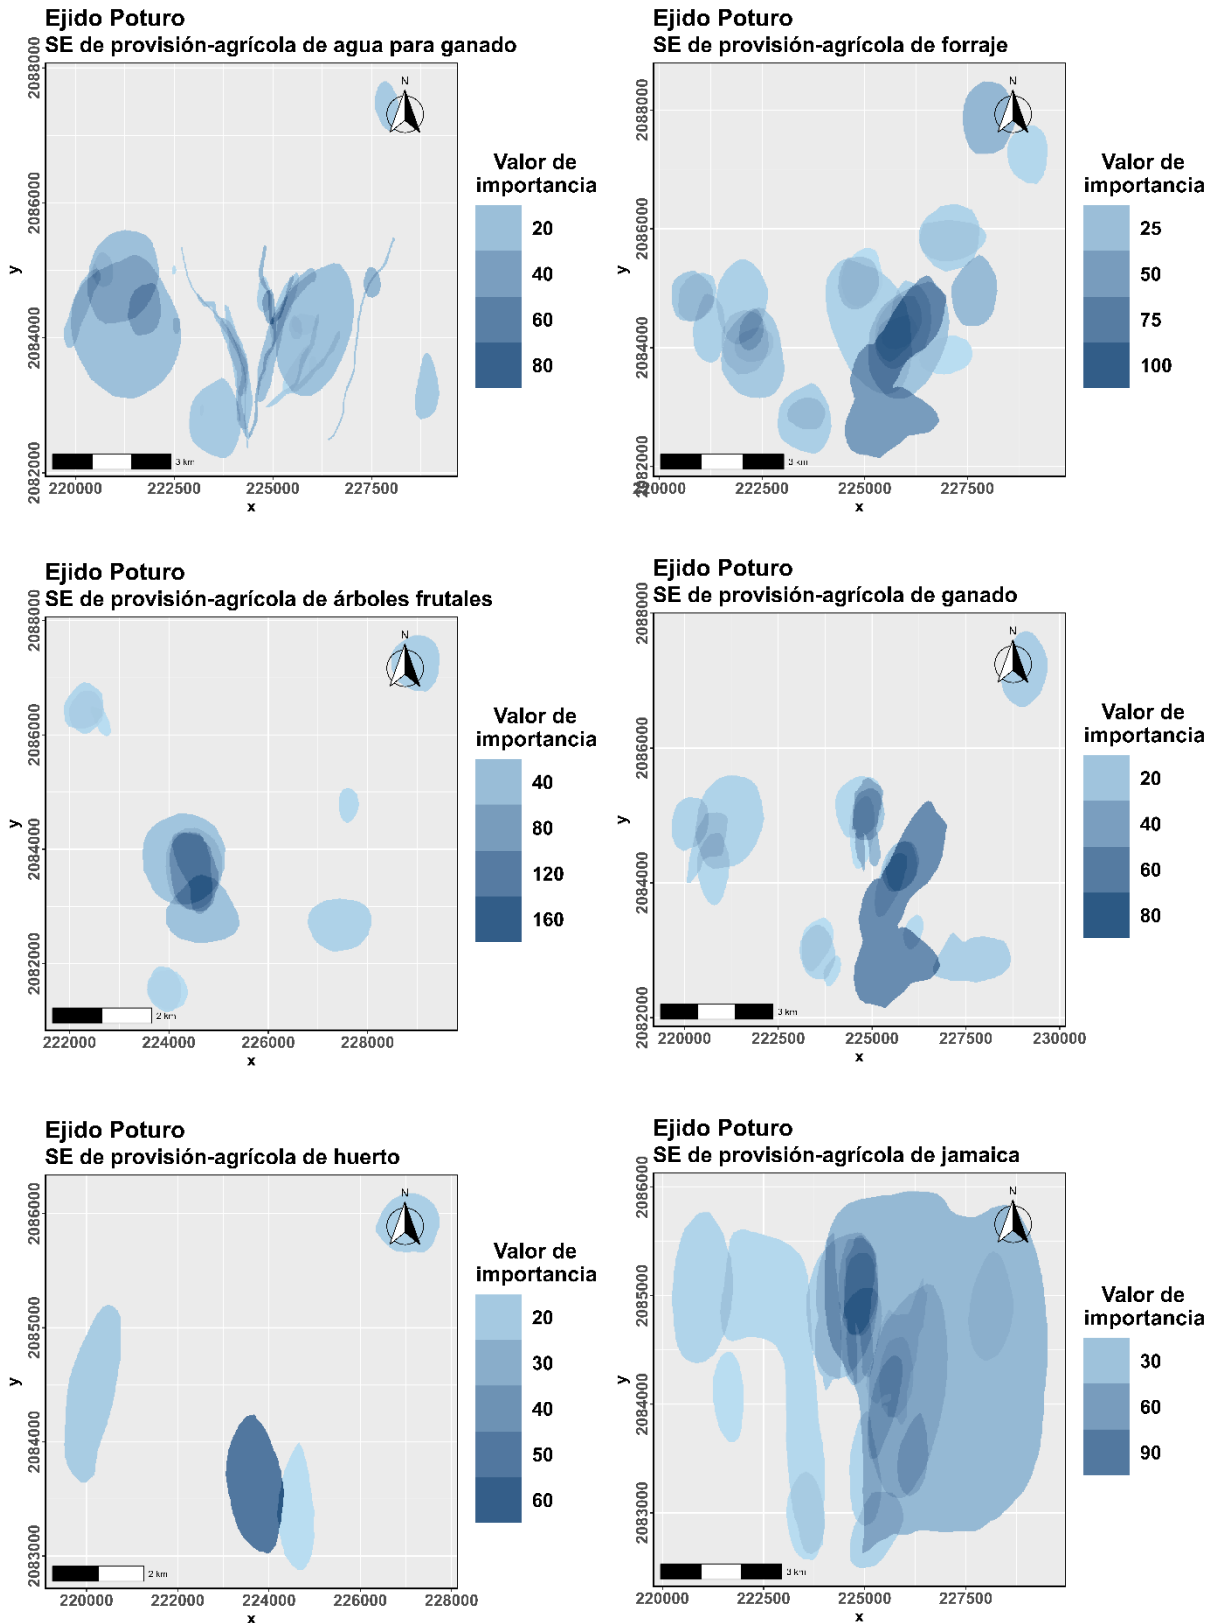 Ejido Poturo
SE de provisión-agrícola de agua para ganado
N
2088000
2086000
2084000
2082000
y
3 km
220000
222500
225000
227500
x
Valor de
importancia
20
40
60
80
Ejido Poturo
SE de provisión-agrícola de forraje
N
2088000
2086000
2084000
2082000
y
3 km
220000
222500
225000
227500
x
Valor de
importancia
25
50
75
100
Ejido Poturo
SE de provisión-agrícola de árboles frutales
N
2088000
2086000
2084000
2082000
y
2 km
222000
224000
226000
228000
x
Valor de
importancia
40
80
120
160
Ejido Poturo
SE de provisión-agrícola de ganado
N
2088000
2086000
2084000
2082000
y
3 km
220000
222500
225000
227500
230000
x
Valor de
importancia
20
40
60
80
Ejido Poturo
SE de provisión-agrícola de huerto
N
2086000
2085000
2084000
2083000
y
2 km
220000
222000
224000
226000
228000
x
Valor de
importancia
20
30
40
50
60
Ejido Poturo
SE de provisión-agrícola de jamaica
N
2086000
2085000
2084000
2083000
y
3 km
220000
222500
225000
227500
x
Valor de
importancia
30
60
90